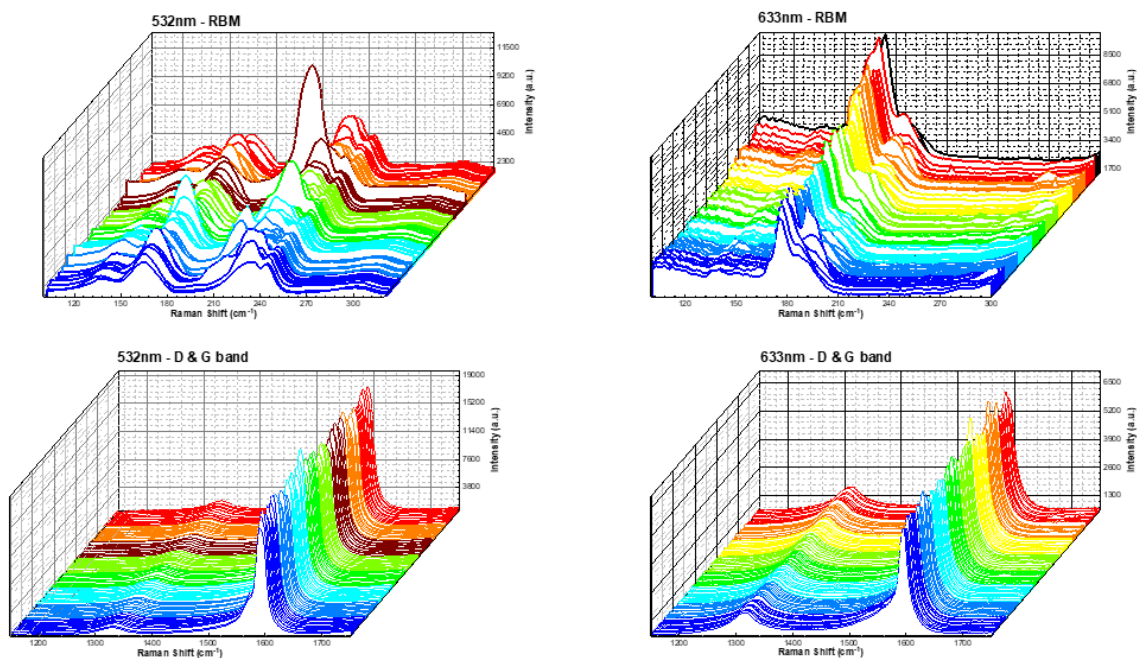 532nm - RBM
11500
9200
6900
4600
2300
Intensity (a.u.)
120 150 180 210 240 270 300
Raman Shift (cm⁻¹)
633nm - RBM
8500
6800
5100
3400
1700
Intensity (a.u.)
120 150 180 210 240 270 300
Raman Shift (cm⁻¹)
532nm - D & G band
19000
15200
11400
7600
3800
Intensity (a.u.)
1200 1300 1400 1500 1600 1700
Raman Shift (cm⁻¹)
633nm - D & G band
6500
5200
3900
2600
1300
Intensity (a.u.)
1200 1300 1400 1500 1600 1700
Raman Shift (cm⁻¹)